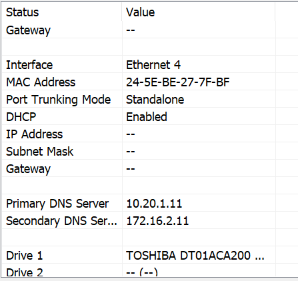 Status Value
Gateway --
Interface Ethernet 4
MAC Address 24-5E-BE-27-7F-BF
Port Trunking Mode Standalone
DHCP Enabled
IP Address --
Subnet Mask --
Gateway --
Primary DNS Server 10.20.1.11
Secondary DNS Ser... 172.16.2.11
Drive 1 TOSHIBA DT01ACA200 ...
Drive 2 -- (--)